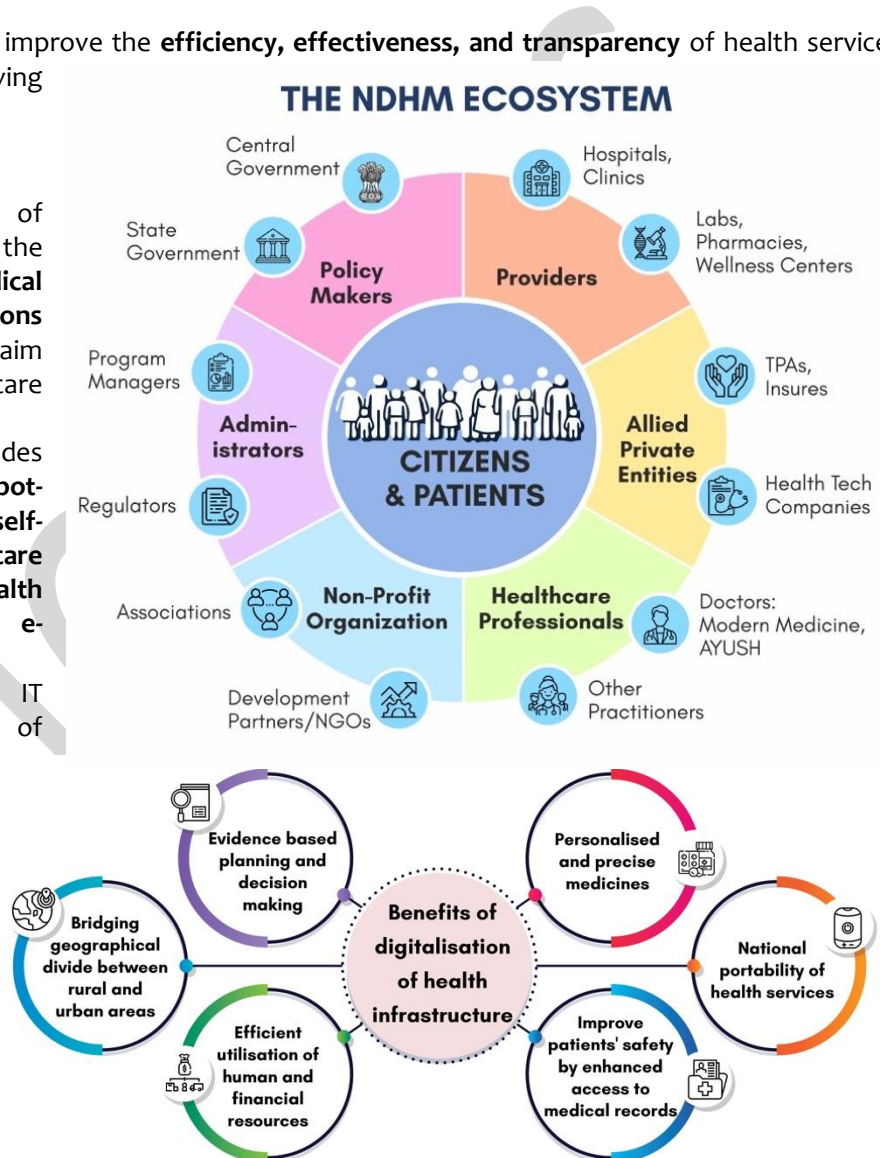 improve the efficiency, effectiveness, and transparency of health service
ving
of
the
dical
ons
aim
care
des
bot-
self-
care
alth
e-
IT
of
THE NDHM ECOSYSTEM
Central
Government
State
Government
Policy
Makers
Hospitals,
Clinics
Labs,
Pharmacies,
Wellness Centers
Providers
Program
Managers
Regulators
Admin-
istrators
TPAs,
Insures
Health Tech
Companies
Allied
Private
Entities
CITIZENS
& PATIENTS
Associations
Development
Partners/NGOs
Non-Profit
Organization
Healthcare
Professionals
Doctors:
Modern Medicine,
AYUSH
Other
Practitioners
Benefits of
digitalisation
of health
infrastructure
Evidence based
planning and
decision
making
Bridging
geographical
divide between
rural and
urban areas
Efficient
utilisation of
human and
financial
resources
Personalised
and precise
medicines
National
portability of
health services
Improve
patients' safety
by enhanced
access to
medical records